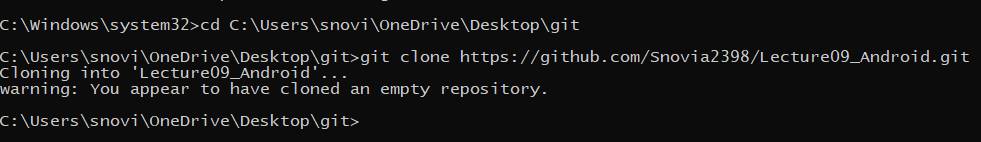 C:\Windows\system32>cd C:\Users\snovi\OneDrive\Desktop\git
C:\Users\snovi\OneDrive\Desktop\git>git clone https://github.com/Snovia2398/Lecture09_Android.git
Cloning into 'Lecture09_Android'...
warning: You appear to have cloned an empty repository.
C:\Users\snovi\OneDrive\Desktop\git>